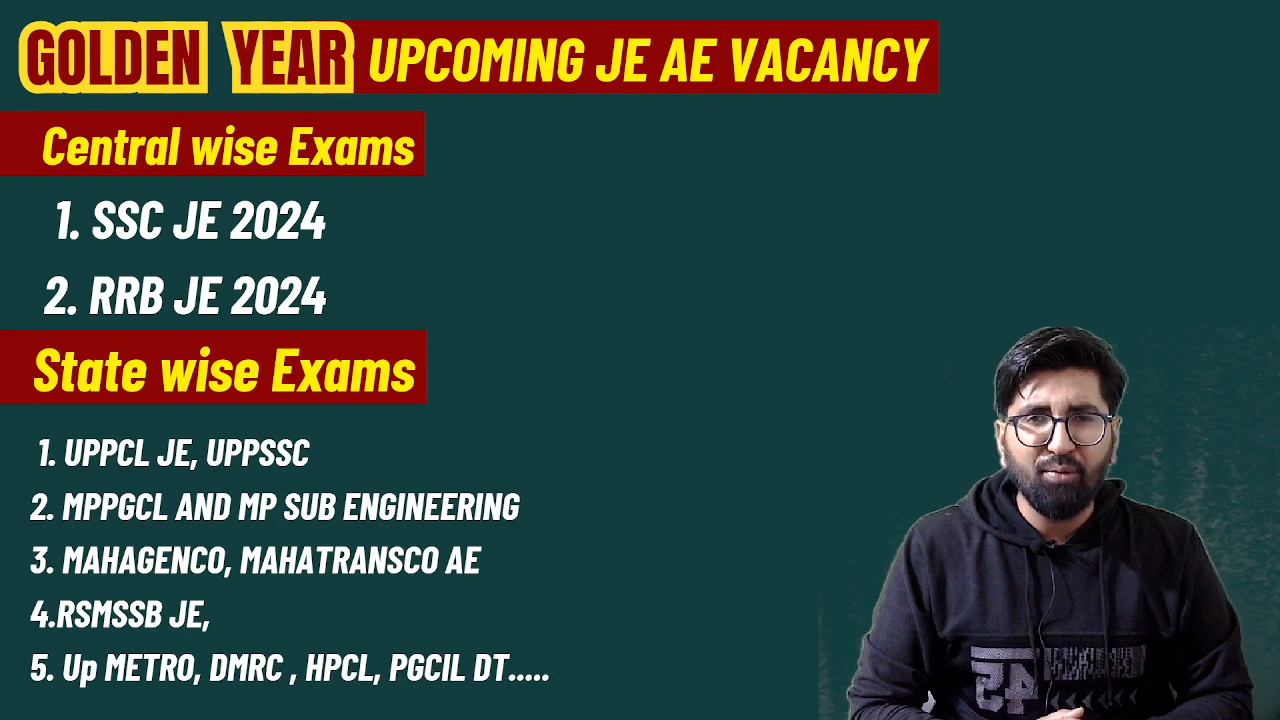 GOLDEN YEAR UPCOMING JE AE VACANCY
Central wise Exams
1. SSC JE 2024
2. RRB JE 2024
State wise Exams
1. UPPCL JE, UPPSSC
2. MPPGCL AND MP SUB ENGINEERING
3. MAHAGENCO, MAHATRANSCO AE
4.RSMSSB JE,
5. Up METRO, DMRC , HPCL, PGCIL DT.....